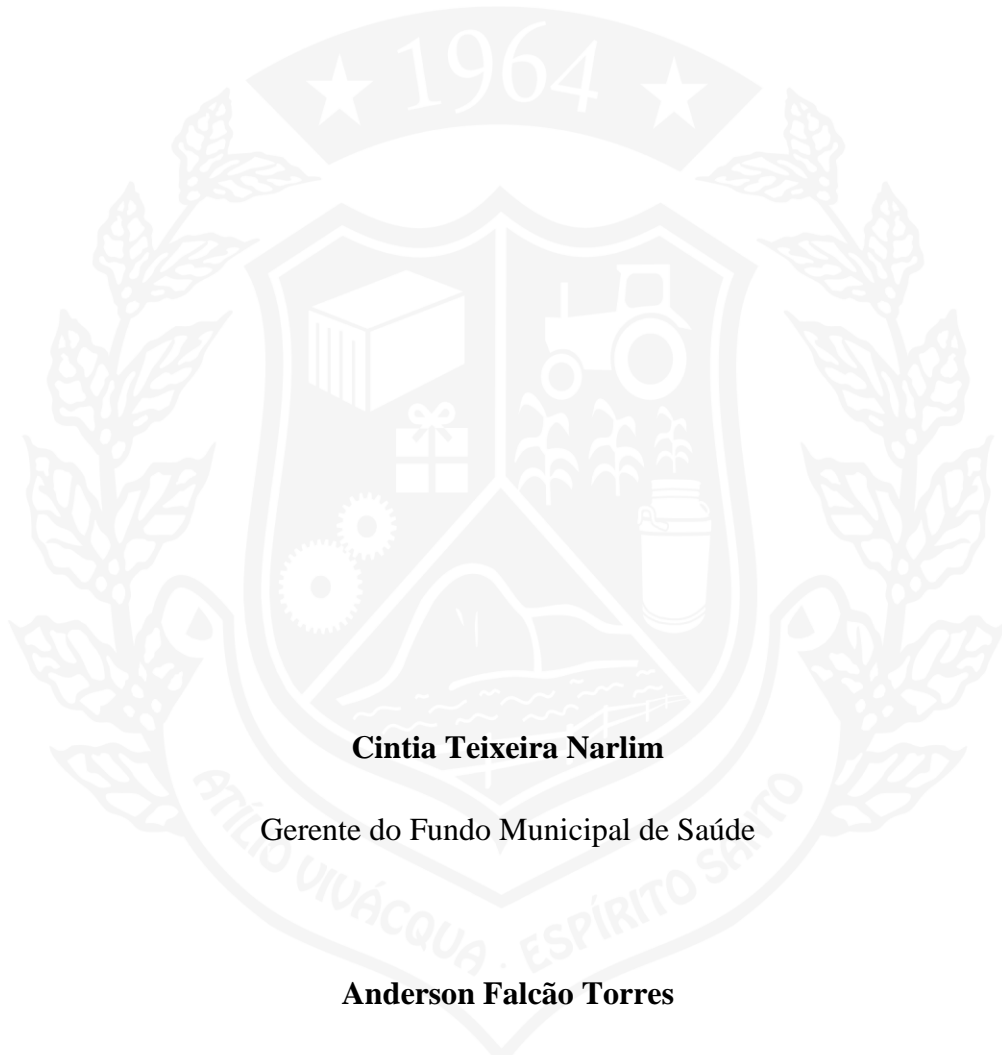 1964
Cintia Teixeira Narlim
Gerente do Fundo Municipal de Saúde
ATÍLIO VIVÁCQUA - ESPÍRITO SANTO
Anderson Falcão Torres